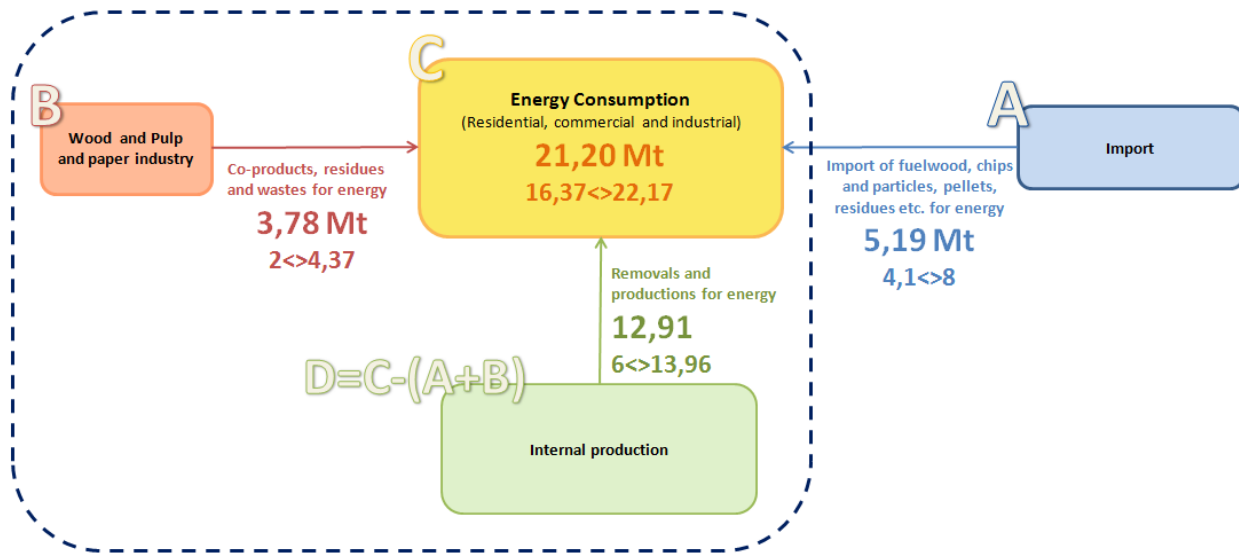 C
Energy Consumption
(Residential, commercial and industrial)
21,20 Mt
16,37<>22,17
B
Wood and Pulp
and paper industry
Co-products, residues
and wastes for energy
3,78 Mt
2<>4,37
A
Import
Import of fuelwood, chips
and particles, pellets,
residues etc. for energy
5,19 Mt
4,1<>8
Removals and
productions for energy
12,91
6<>13,96
D=C-(A+B)
Internal production